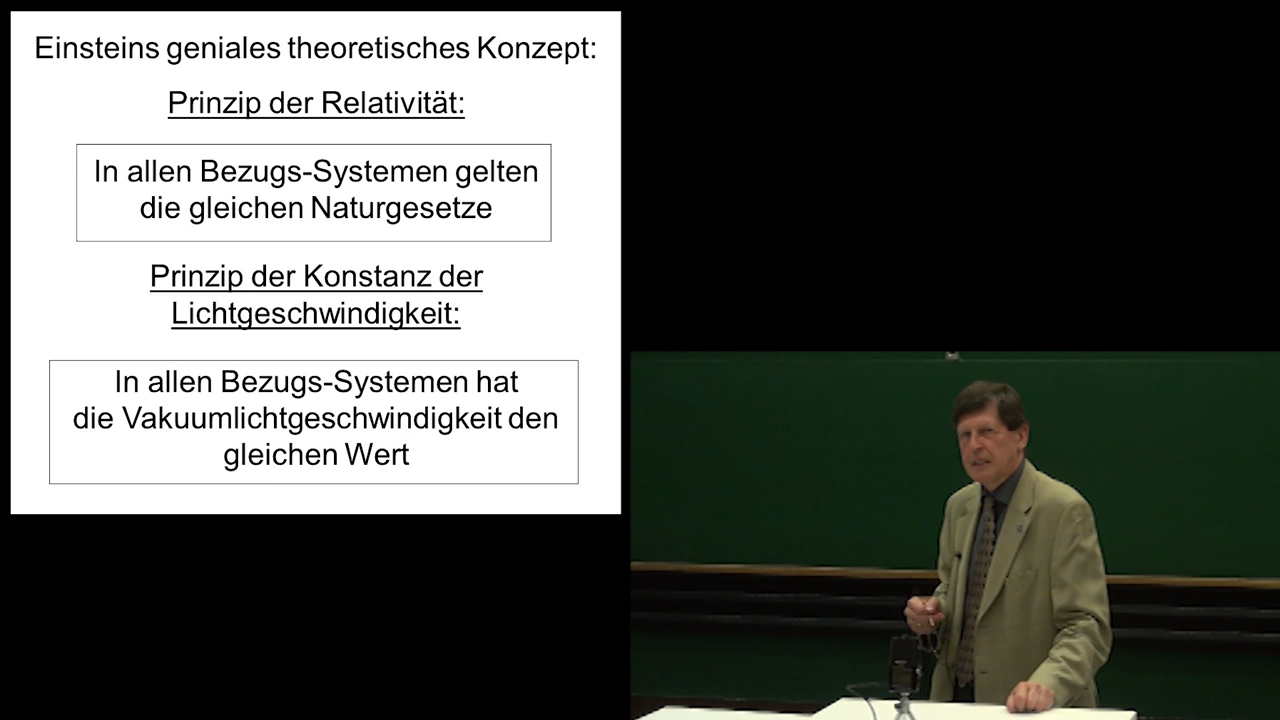 Einsteins geniales theoretisches Konzept:
Prinzip der Relativität:
In allen Bezugs-Systemen gelten
die gleichen Naturgesetze
Prinzip der Konstanz der
Lichtgeschwindigkeit:
In allen Bezugs-Systemen hat
die Vakuumlichtgeschwindigkeit den
gleichen Wert